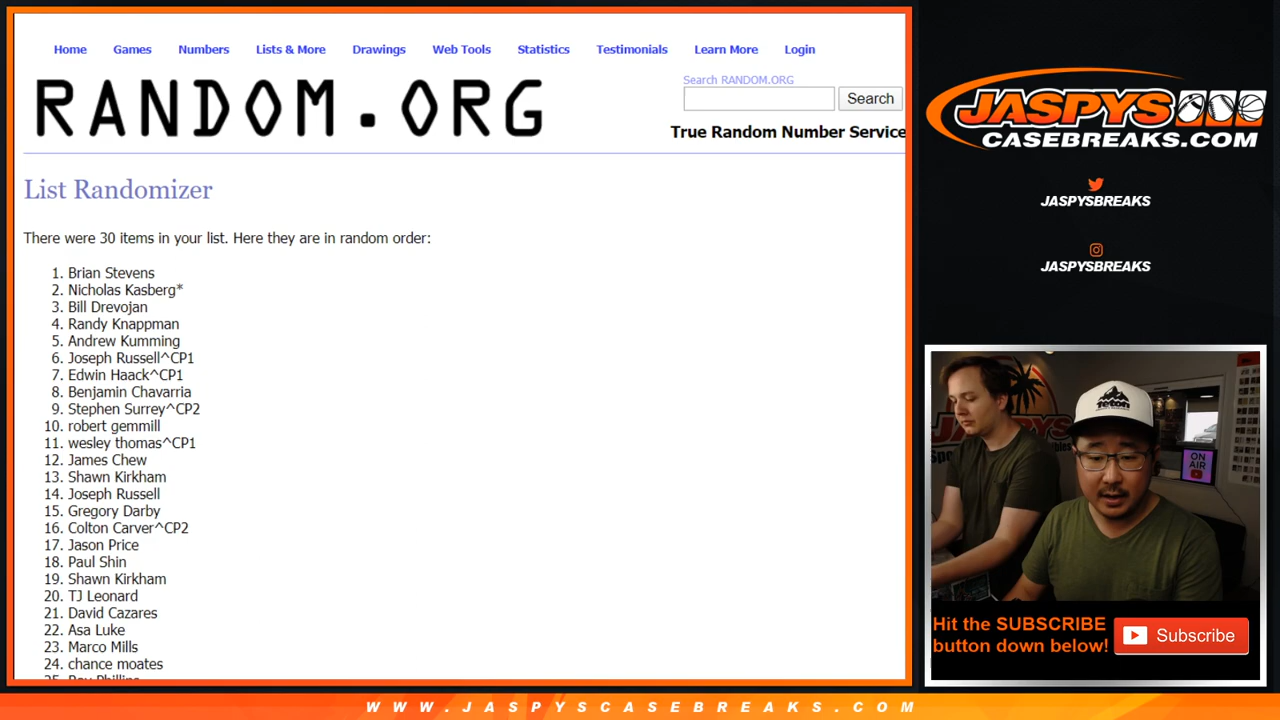 Home Games Numbers Lists & More Drawings Web Tools Statistics Testimonials Learn More Login
RANDOM.ORG
Search RANDOM.ORG
Search
True Random Number Service
List Randomizer
There were 30 items in your list. Here they are in random order:
1. Brian Stevens
2. Nicholas Kasberg*
3. Bill Drevojan
4. Randy Knappman
5. Andrew Kumming
6. Joseph Russell^CP1
7. Edwin Haack^CP1
8. Benjamin Chavarria
9. Stephen Surrey^CP2
10. robert gemmill
11. wesley thomas^CP1
12. James Chew
13. Shawn Kirkham
14. Joseph Russell
15. Gregory Darby
16. Colton Carver^CP2
17. Jason Price
18. Paul Shin
19. Shawn Kirkham
20. TJ Leonard
21. David Cazares
22. Asa Luke
23. Marco Mills
24. chance moates
JASPYS
CASEBREAKS.COM
JASPYSBREAKS
JASPYSBREAKS
TETON
ON
AIR
Hit the SUBSCRIBE
button down below!
Subscribe
WWW.JASPYSCASEBREAKS.COM